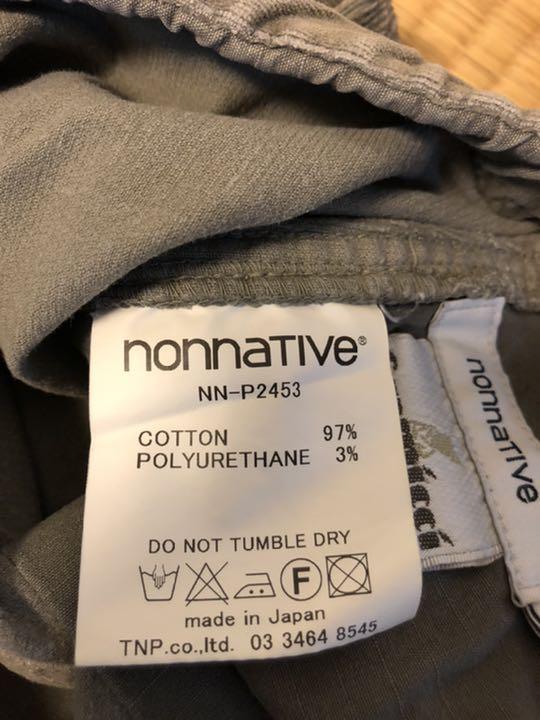 nonnative®
NN-P2453
COTTON 97%
POLYURETHANE 3%
DO NOT TUMBLE DRY
F
made in Japan
TNP.co.,ltd. 03 3464 8545
nonnative